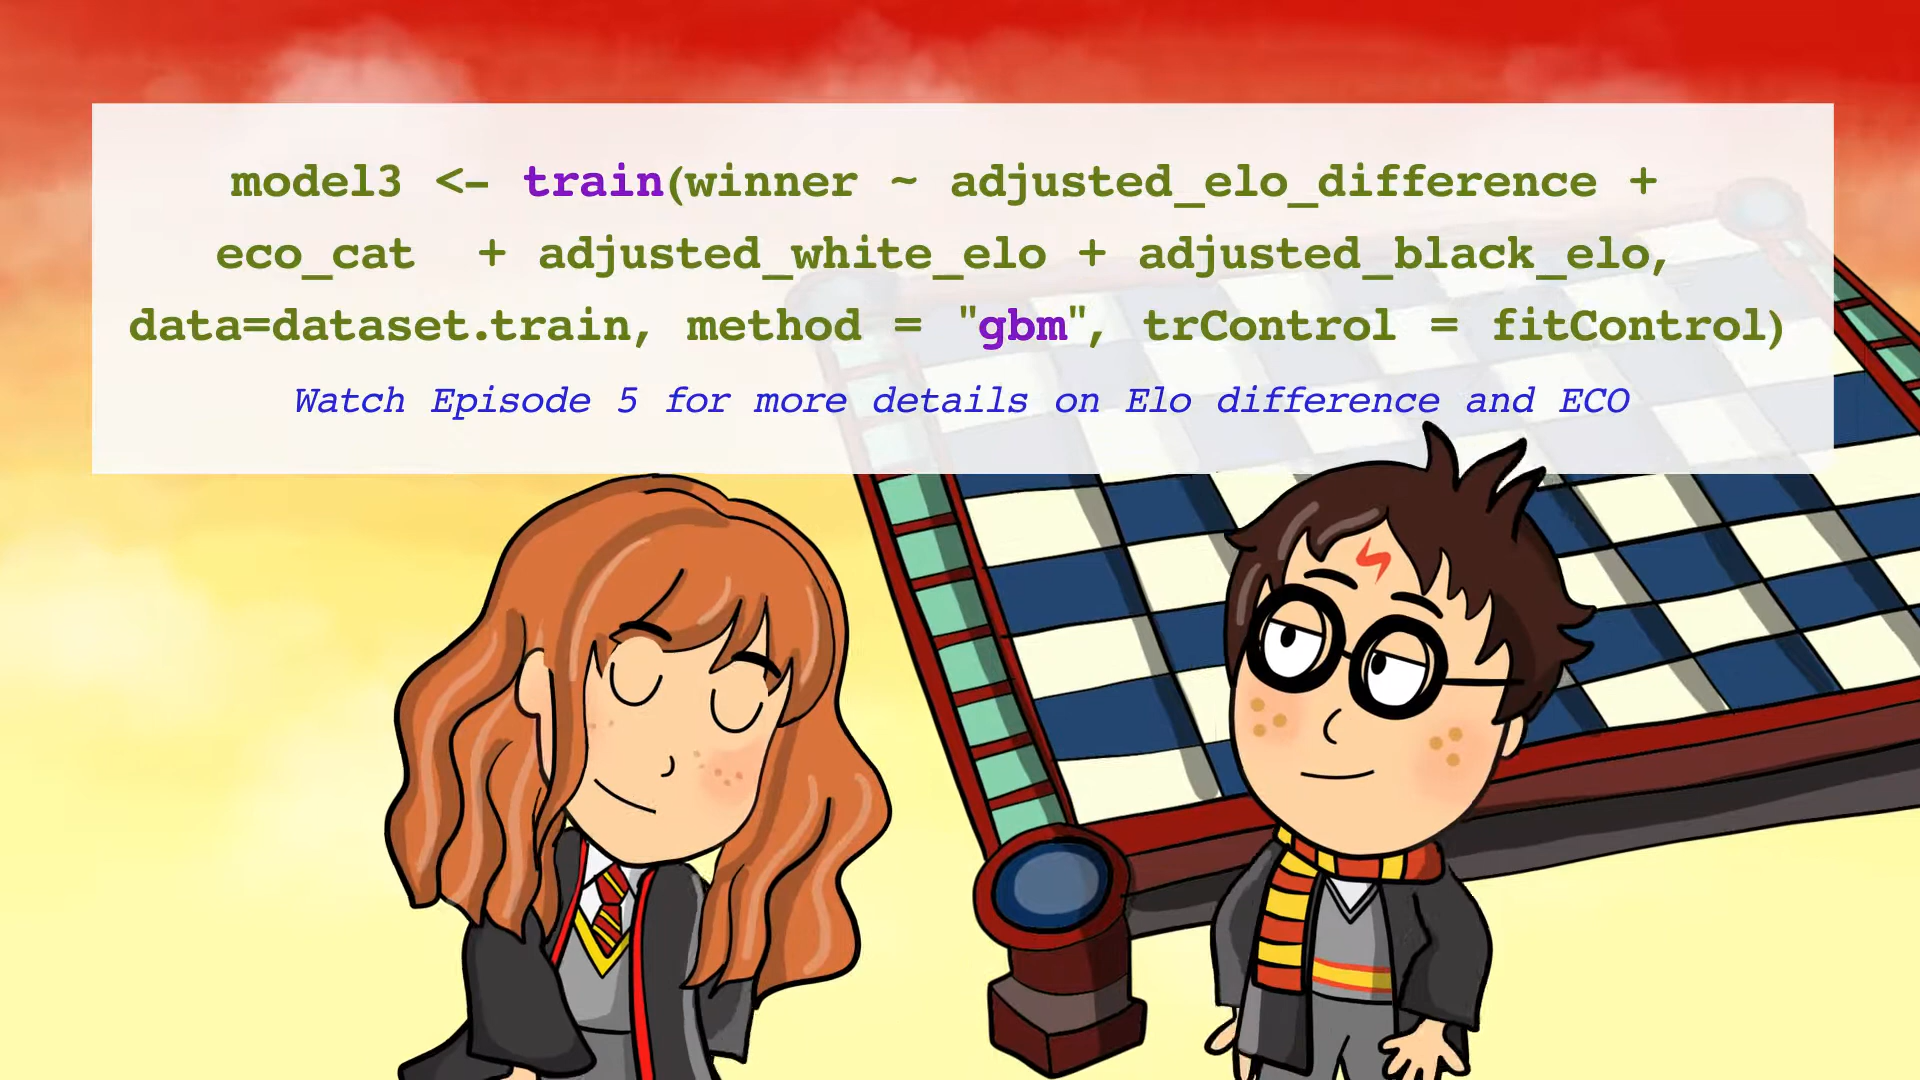 model3 <- train(winner ~ adjusted_elo_difference +
eco_cat + adjusted_white_elo + adjusted_black_elo,
data=dataset.train, method = "gbm", trControl = fitControl)
Watch Episode 5 for more details on Elo difference and ECO